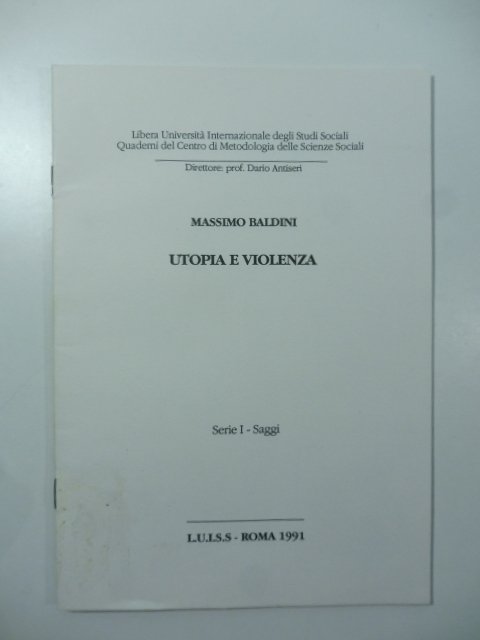 Libera Università Internazionale degli Studi Sociali
Quaderni del Centro di Metodologia delle Scienze Sociali
Direttore: prof. Dario Antiseri
MASSIMO BALDINI
UTOPIA E VIOLENZA
Serie I - Saggi
L.U.I.S.S - ROMA 1991